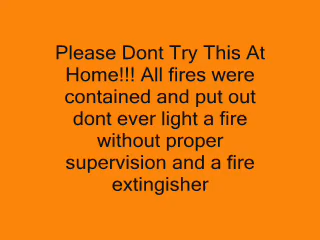 Please Dont Try This At
Home!!! All fires were
contained and put out
dont ever light a fire
without proper
supervision and a fire
extingisher